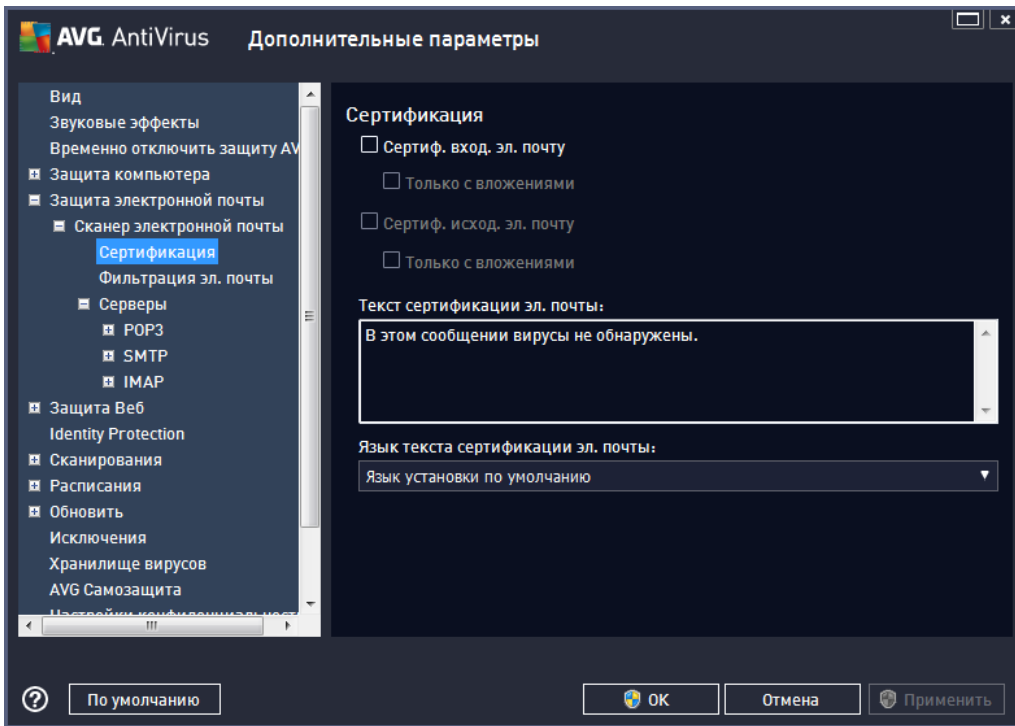 AVG AntiVirus Дополнительные параметры
Вид
Звуковые эффекты
Временно отключить защиту AV
Защита компьютера
Защита электронной почты
Сканер электронной почты
Сертификация
Фильтрация эл. почты
Серверы
POP3
SMTP
IMAP
Защита Веб
Identity Protection
Сканирования
Расписания
Обновить
Исключения
Хранилище вирусов
AVG Самозащита
Настройки конфиденциальност
Сертификация
Сертиф. вход. эл. почту
Только с вложениями
Сертиф. исход. эл. почту
Только с вложениями
Текст сертификации эл. почты:
В этом сообщении вирусы не обнаружены.
Язык текста сертификации эл. почты:
Язык установки по умолчанию
? По умолчанию OK Отмена Применить